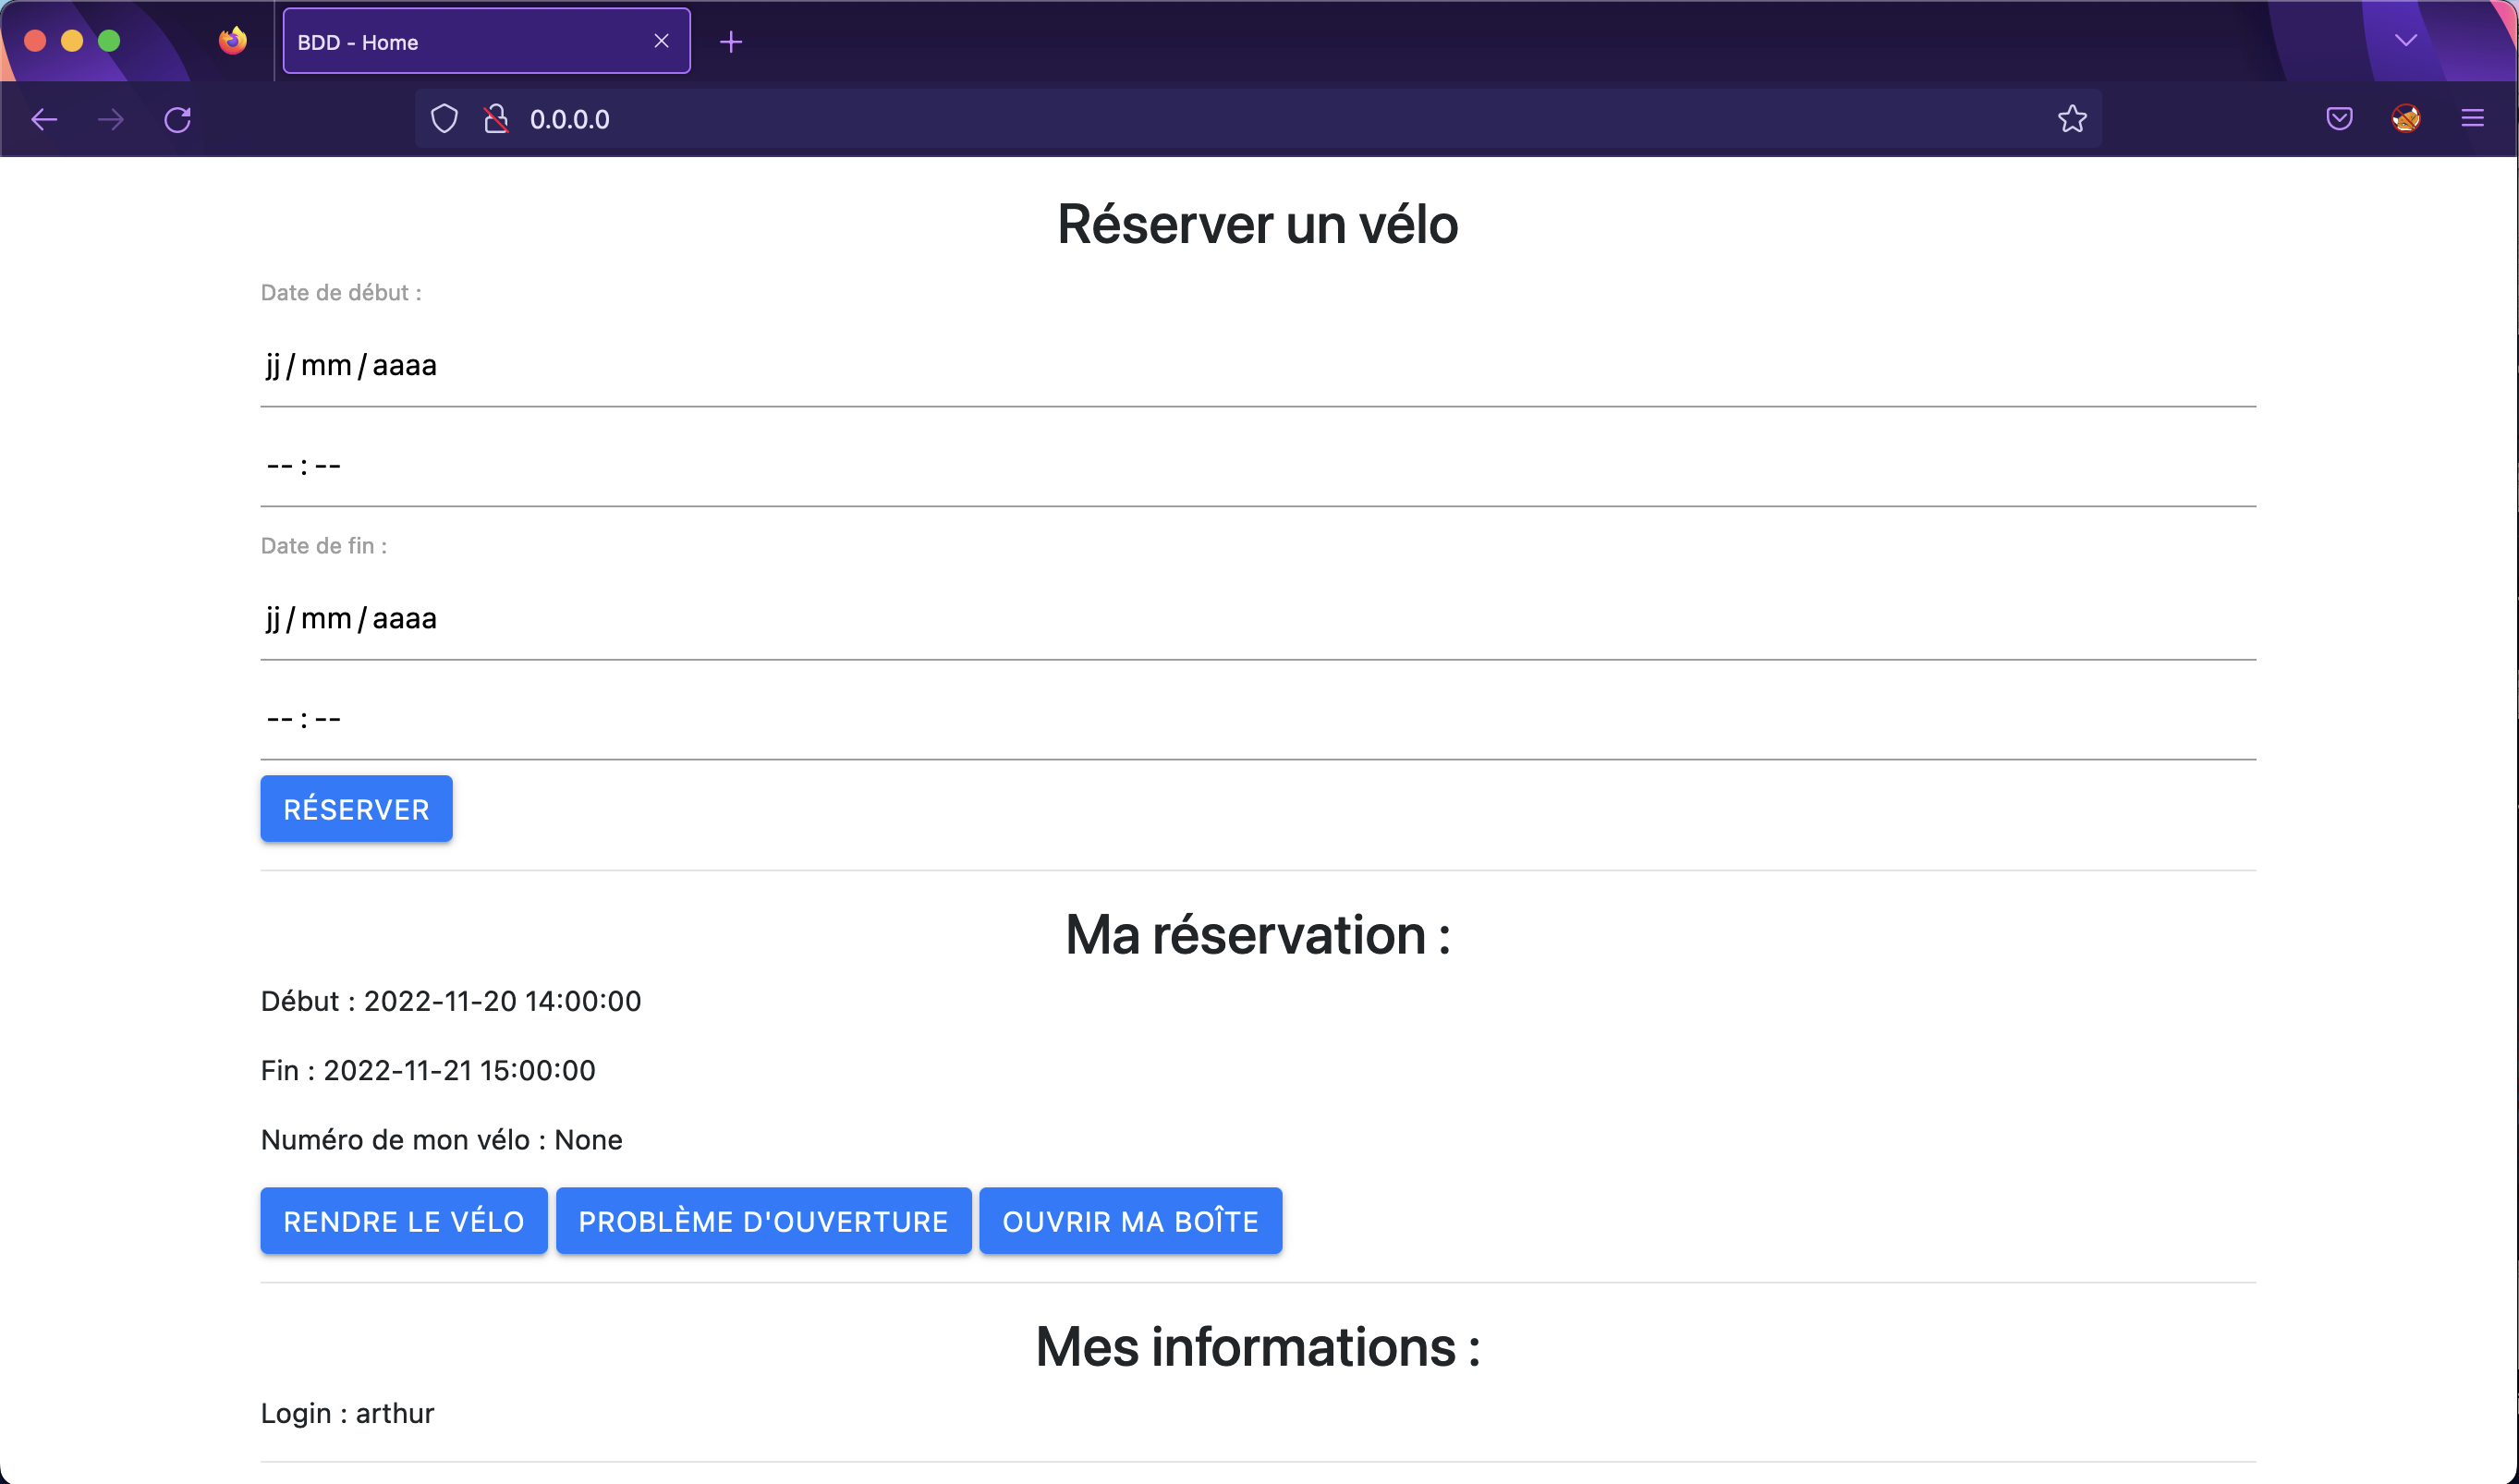 BDD - Home
0.0.0.0
Réserver un vélo
Date de début :
jj / mm / aaaa
-- : --
Date de fin :
jj / mm / aaaa
-- : --
RÉSERVER
Ma réservation :
Début : 2022-11-20 14:00:00
Fin : 2022-11-21 15:00:00
Numéro de mon vélo : None
RENDRE LE VÉLO PROBLÈME D'OUVERTURE OUVRIR MA BOÎTE
Mes informations :
Login : arthur